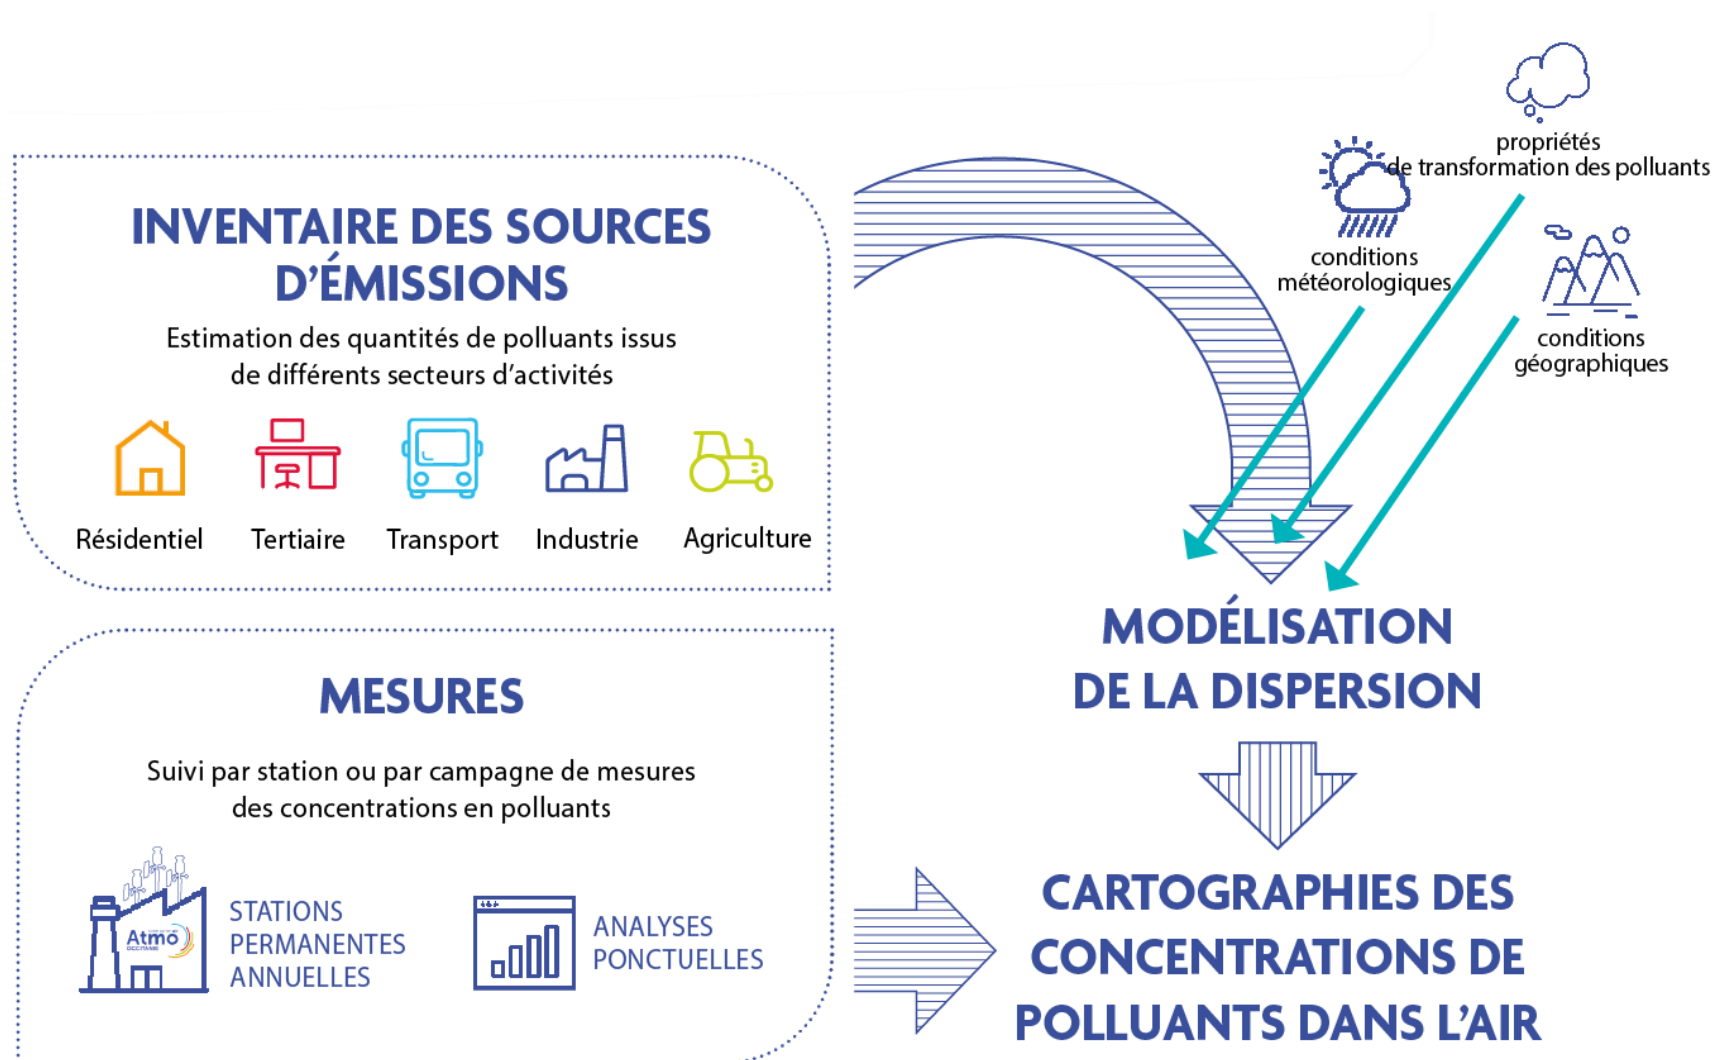 INVENTAIRE DES SOURCES
D'ÉMISSIONS
Estimation des quantités de polluants issus
de différents secteurs d'activités
Résidentiel
Tertiaire
Transport
Industrie
Agriculture
MESURES
Suivi par station ou par campagne de mesures
des concentrations en polluants
Atmo
OCCITANIE
STATIONS
PERMANENTES
ANNUELLES
ANALYSES
PONCTUELLES
propriétés
de transformation des polluants
conditions
météorologiques
conditions
géographiques
MODÉLISATION
DE LA DISPERSION
CARTOGRAPHIES DES
CONCENTRATIONS DE
POLLUANTS DANS L'AIR